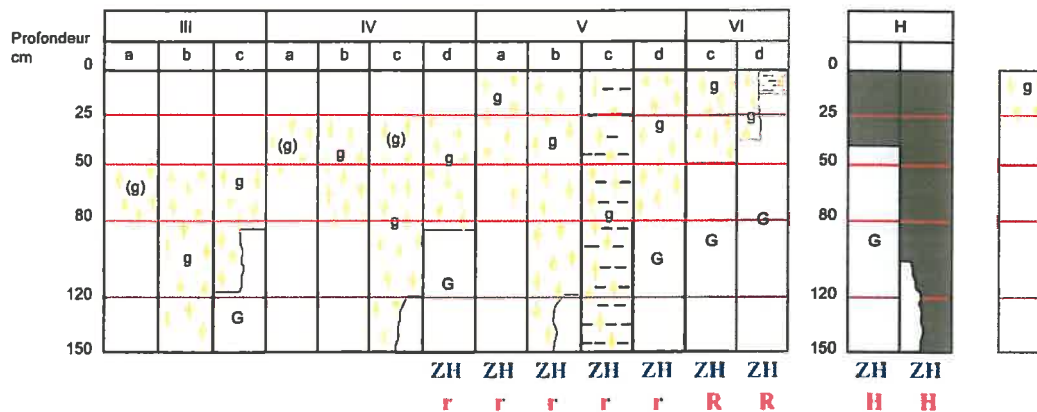 III IV V VI H
Profondeur
cm
a b c a b c d a b c d c d
0 0
g g g g
25 25
(g) g (g) g g g
50 50
(g) g g
80 g g G 80
g G G G
G
120 G 120
150 150
ZH ZH ZH ZH ZH ZH ZH ZH ZH
r r r r r R R H H